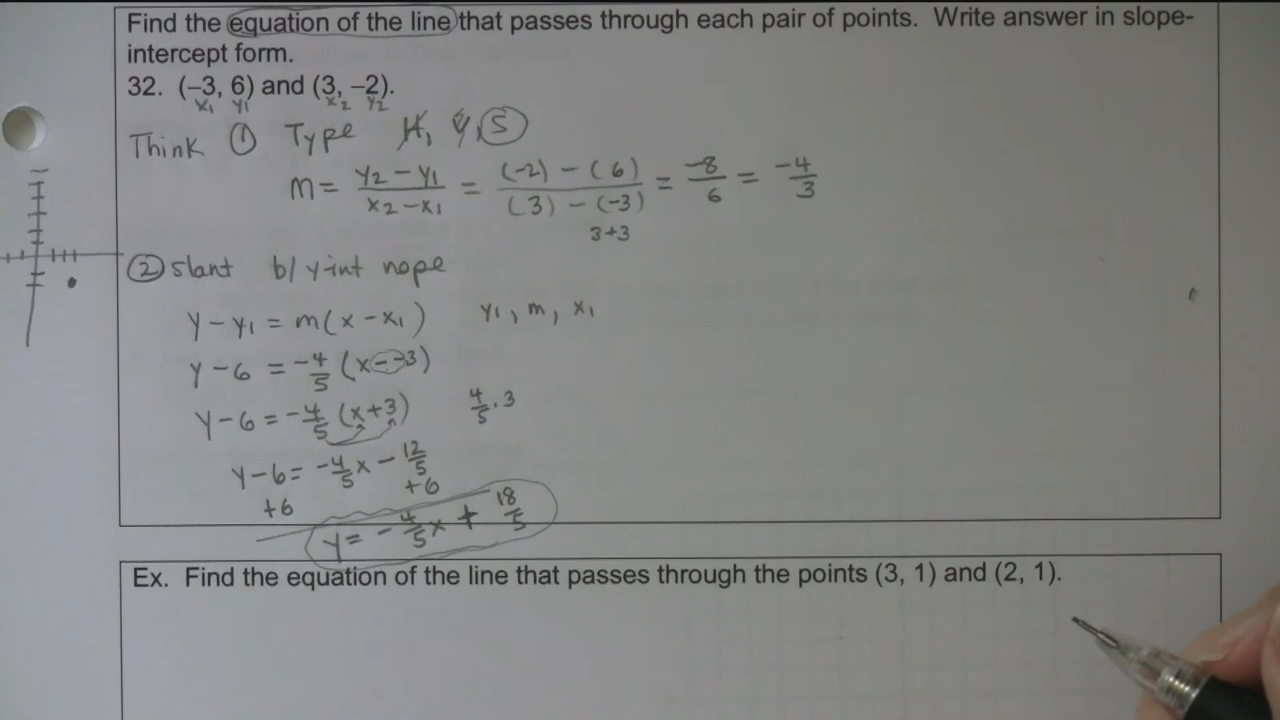 Find the equation of the line that passes through each pair of points. Write answer in slope-
intercept form.
32. (−3, 6) and (3, −2).
x₁ y₁ x₂ y₂
Think ① Type H, V, S
m = (y₂ − y₁)/(x₂ − x₁) = ((-2) − (6))/((3) − (-3)) = -8/6 = -4/3
3+3
② slant b/y-int nope
y − y₁ = m(x − x₁) y₁, m, x₁
y − 6 = -4/5 (x − -3)
y − 6 = -4/5 (x+3) 4/5 · 3
y − 6 = -4/5 x − 12/5
+6 +6
y = -4/5 x + 18/5
Ex. Find the equation of the line that passes through the points (3, 1) and (2, 1).